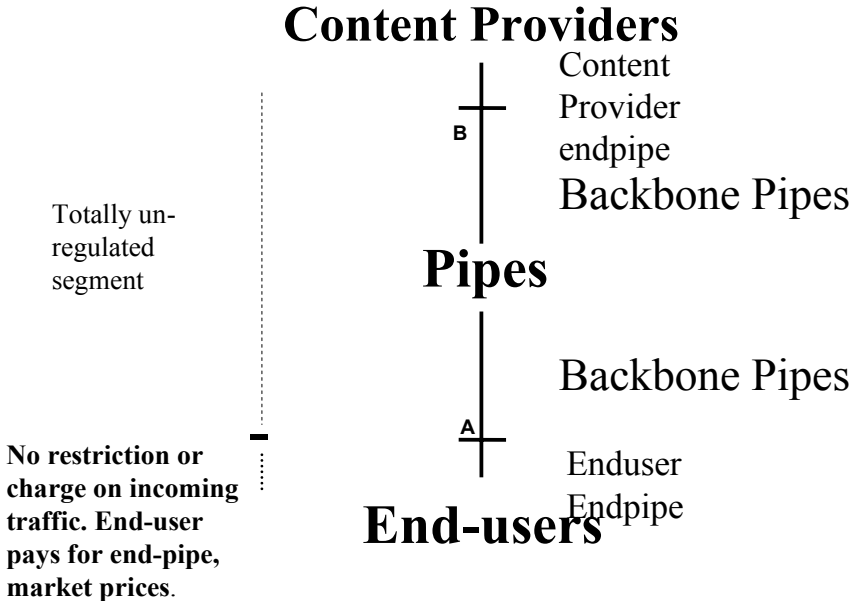 Content Providers
Content
Provider
endpipe
B
Backbone Pipes
Totally un-
regulated
segment
Pipes
Backbone Pipes
A
No restriction or
charge on incoming
traffic. End-user
pays for end-pipe,
market prices.
Enduser
Endpipe
End-users